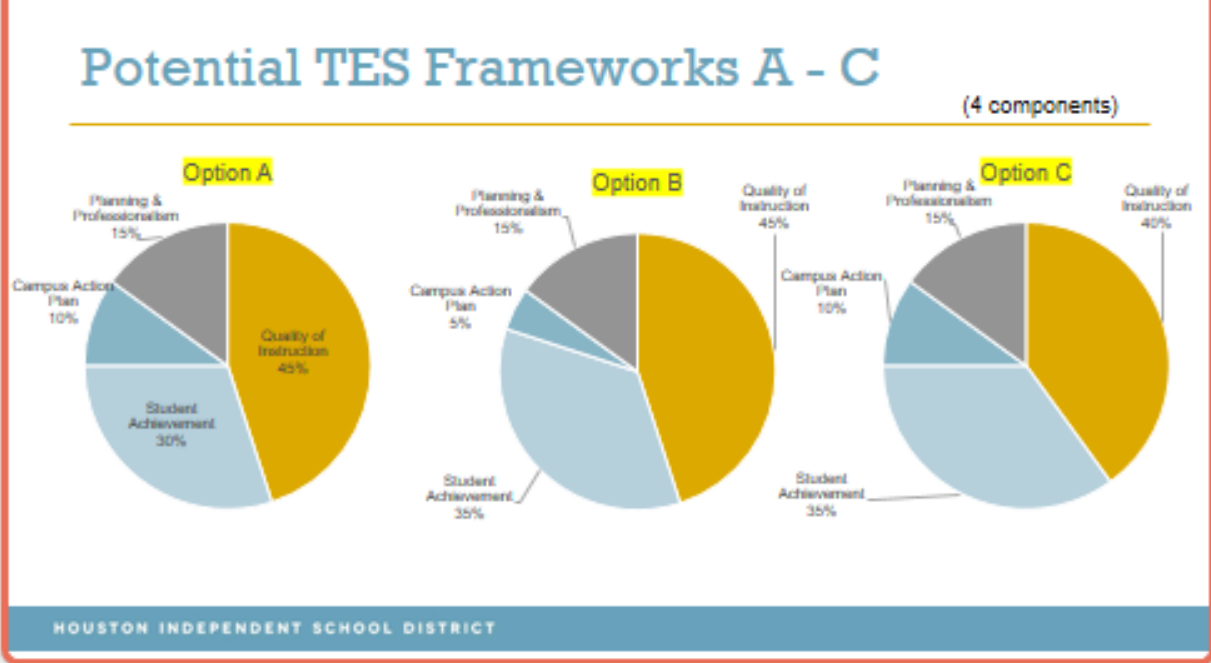 Potential TES Frameworks A - C
(4 components)
Option A
Planning &
Professionalism
15%
Campus Action
Plan
10%
Quality of
Instruction
45%
Student
Achievement
30%
Option B
Planning &
Professionalism
15%
Quality of
Instruction
45%
Campus Action
Plan
5%
Student
Achievement
35%
Option C
Planning &
Professionalism
15%
Quality of
Instruction
40%
Campus Action
Plan
10%
Student
Achievement
35%
HOUSTON INDEPENDENT SCHOOL DISTRICT